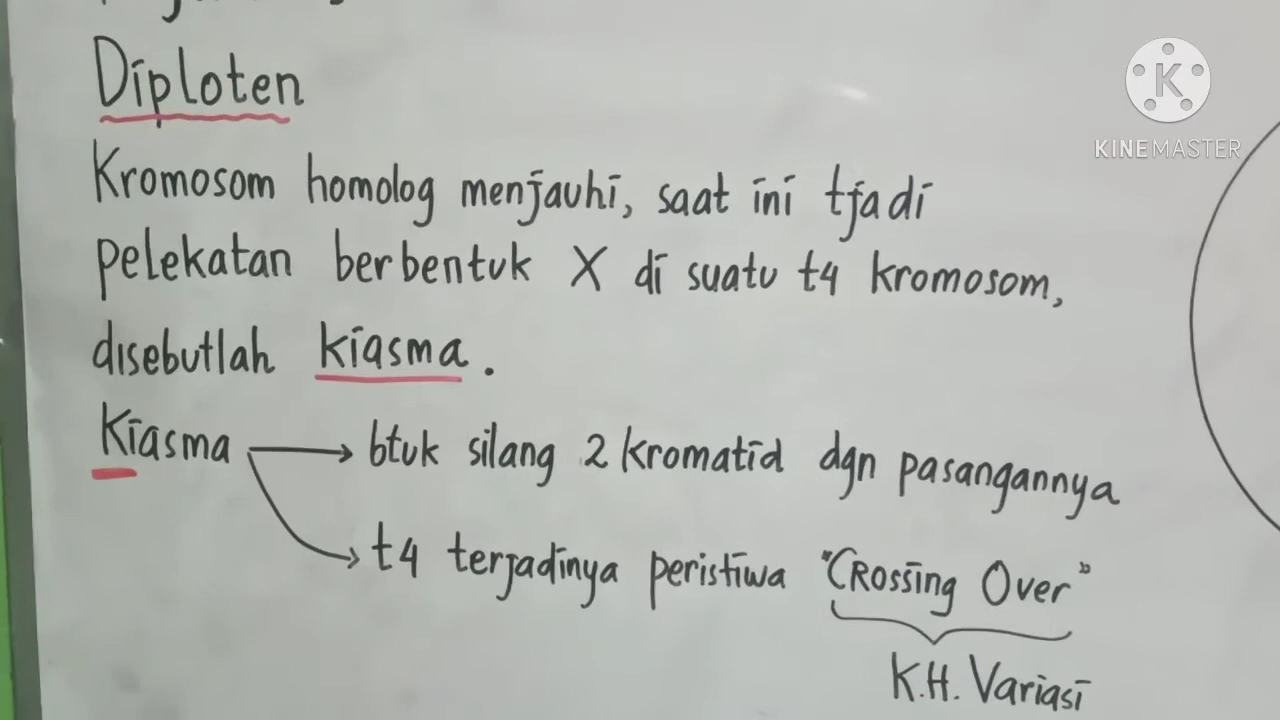 Diploten
K
KINEMASTER
Kromosom homolog menjauhi, saat ini tjadi
pelekatan berbentuk X di suatu t4 kromosom,
disebutlah kiasma.
Kiasma → btuk silang 2 kromatid dgn pasangannya
→ t4 terjadinya peristiwa "CRossing Over"
K.H. Variasi